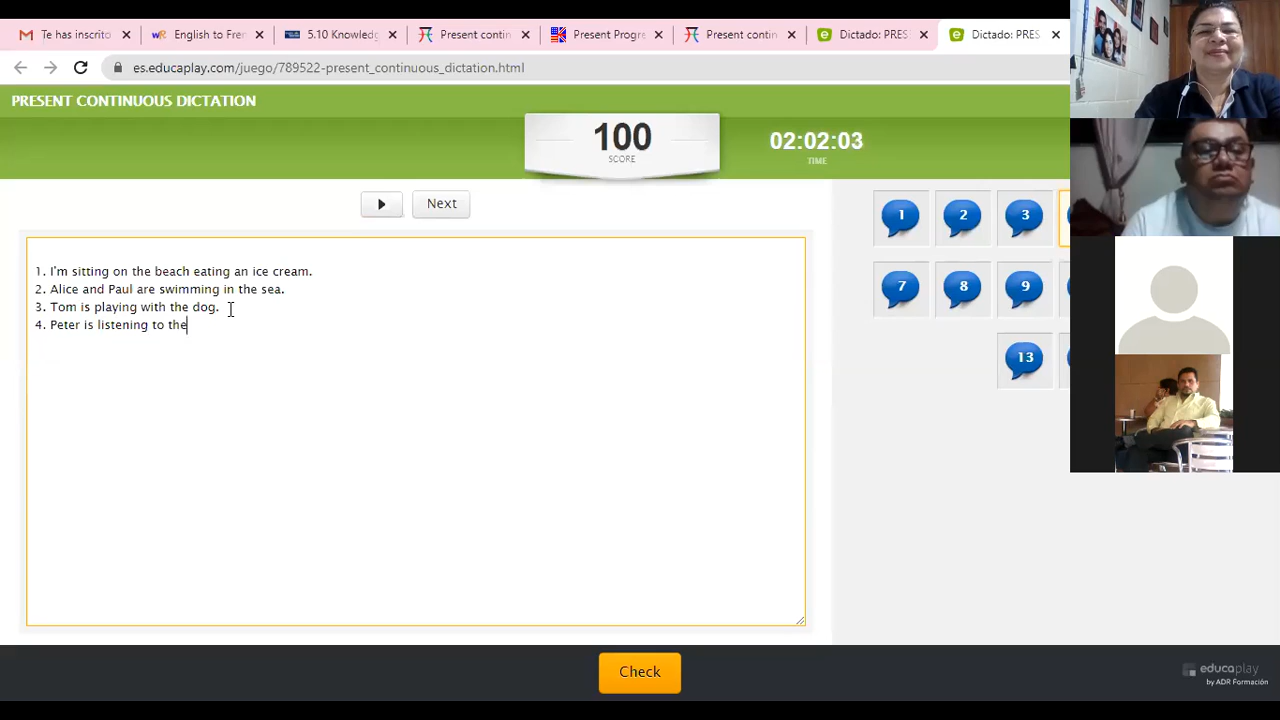 Te has inscrito
English to Fren
5.10 Knowledg
Present contin
Present Progre
Present contin
Dictado: PRES
Dictado: PRES
es.educaplay.com/juego/789522-present_continuous_dictation.html
PRESENT CONTINUOUS DICTATION
100
SCORE
02:02:03
TIME
Next
1. I'm sitting on the beach eating an ice cream.
2. Alice and Paul are swimming in the sea.
3. Tom is playing with the dog.
4. Peter is listening to the
1
2
3
7
8
9
13
Check
educaplay
by ADR Formación